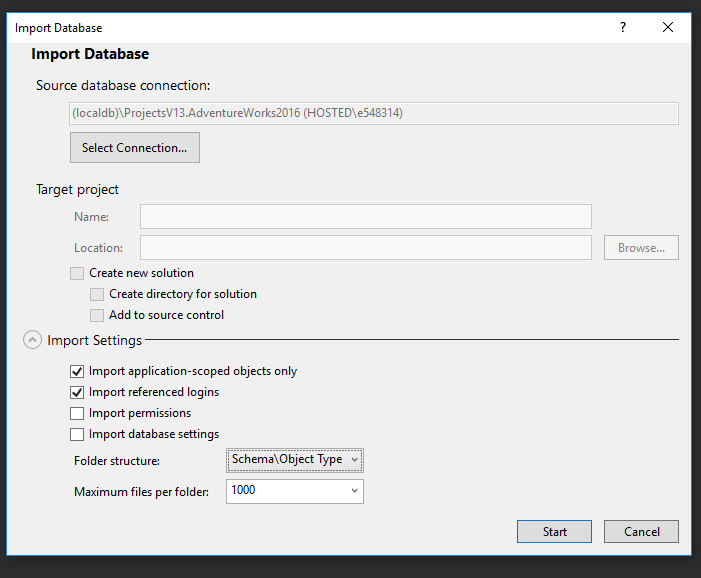 Import Database
?
Import Database
Source database connection:
(localdb)\ProjectsV13.AdventureWorks2016 (HOSTED\e548314)
Select Connection...
Target project
Name:
Location:
Browse...
Create new solution
Create directory for solution
Add to source control
Import Settings
Import application-scoped objects only
Import referenced logins
Import permissions
Import database settings
Folder structure: Schema\Object Type
Maximum files per folder: 1000
Start Cancel